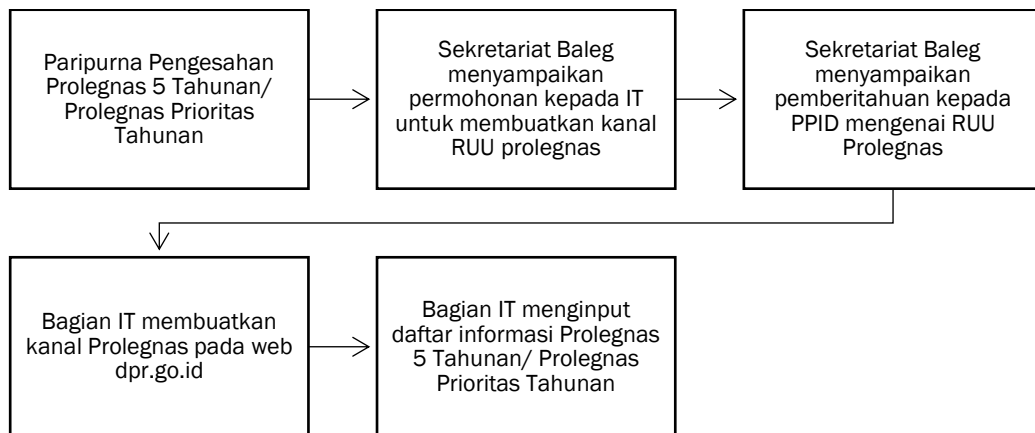 Paripurna Pengesahan
Prolegnas 5 Tahunan/
Prolegnas Prioritas
Tahunan
Sekretariat Baleg
menyampaikan
permohonan kepada IT
untuk membuatkan kanal
RUU prolegnas
Sekretariat Baleg
menyampaikan
pemberitahuan kepada
PPID mengenai RUU
Prolegnas
Bagian IT membuatkan
kanal Prolegnas pada web
dpr.go.id
Bagian IT menginput
daftar informasi Prolegnas
5 Tahunan/ Prolegnas
Prioritas Tahunan